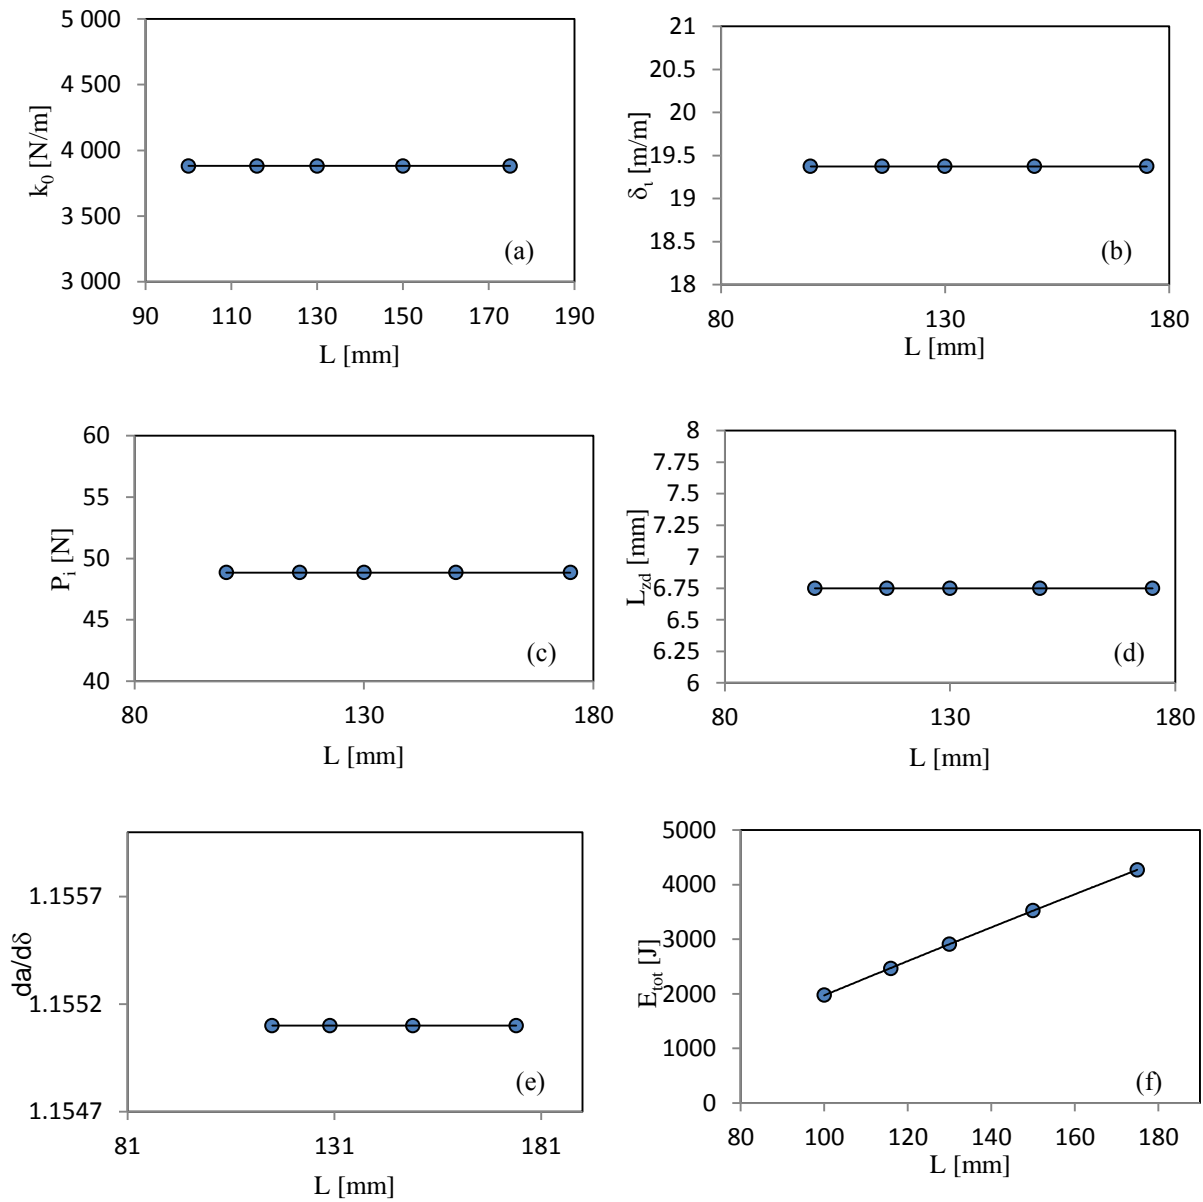 5 000
4 500
4 000
3 500
3 000
k0 [N/m]
90 110 130 150 170 190
L [mm]
(a)
21
20.5
20
19.5
19
18.5
18
δι [m/m]
80 130 180
L [mm]
(b)
60
55
50
45
40
Pi [N]
80 130 180
L [mm]
(c)
8
7.75
7.5
7.25
7
6.75
6.5
6.25
6
Lzd [mm]
80 130 180
L [mm]
(d)
1.1557
1.1552
1.1547
da/dδ
81 131 181
L [mm]
(e)
5000
4000
3000
2000
1000
0
Etot [J]
80 100 120 140 160 180
L [mm]
(f)